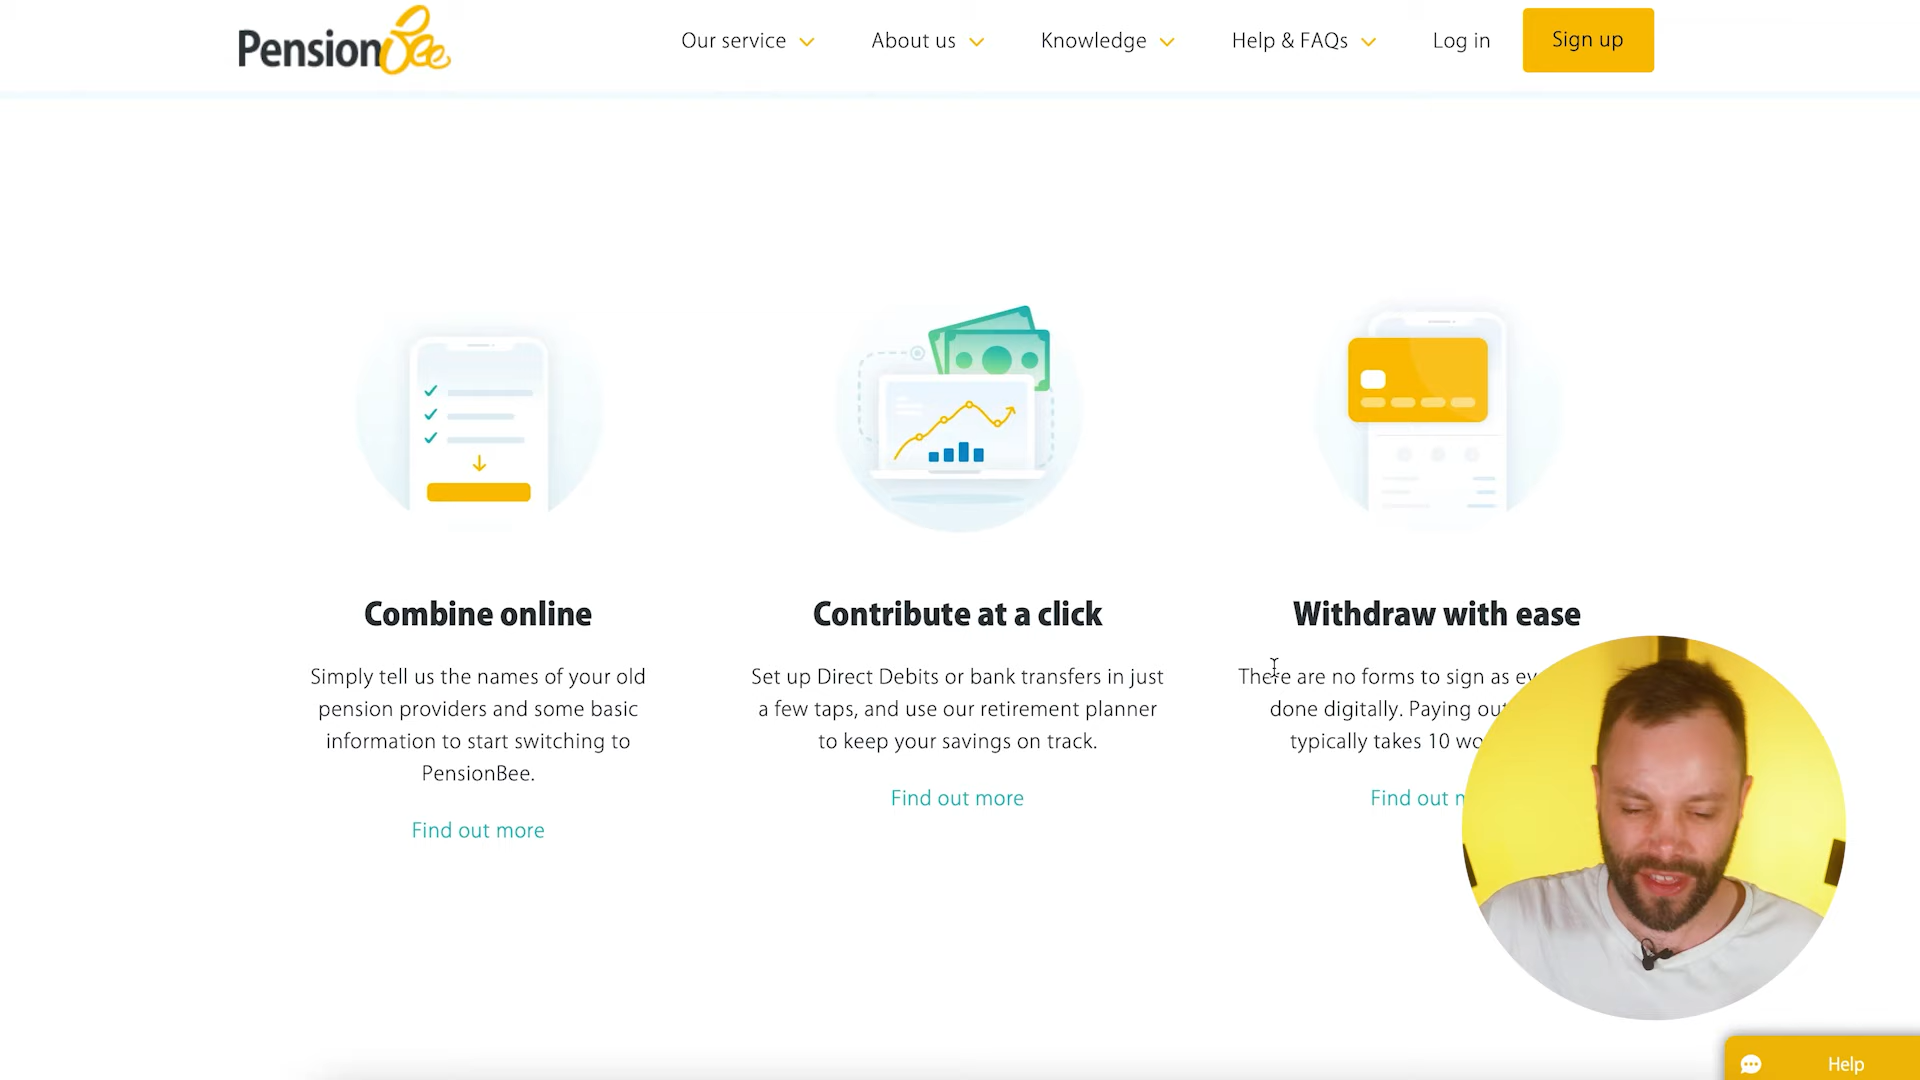 PensionBee
Our service
About us
Knowledge
Help & FAQs
Log in
Sign up
Combine online
Simply tell us the names of your old
pension providers and some basic
information to start switching to
PensionBee.
Find out more
Contribute at a click
Set up Direct Debits or bank transfers in just
a few taps, and use our retirement planner
to keep your savings on track.
Find out more
Withdraw with ease
There are no forms to sign as
done digitally. Paying
typically takes 10
Find out
Help